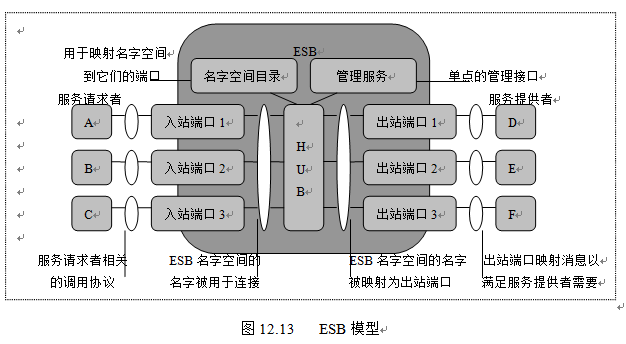 ESB
用于映射名字空间
到它们的端口
名字空间目录
管理服务
单点的管理接口
服务请求者
服务提供者
A
入站端口 1
出站端口 1
D
B
入站端口 2
H
U
B
出站端口 2
E
C
入站端口 3
出站端口 3
F
服务请求者相关
的调用协议
ESB 名字空间的
名字被用于连接
ESB 名字空间的名字
被映射为出站端口
出站端口映射消息以
满足服务提供者需要
图 12.13 ESB 模型